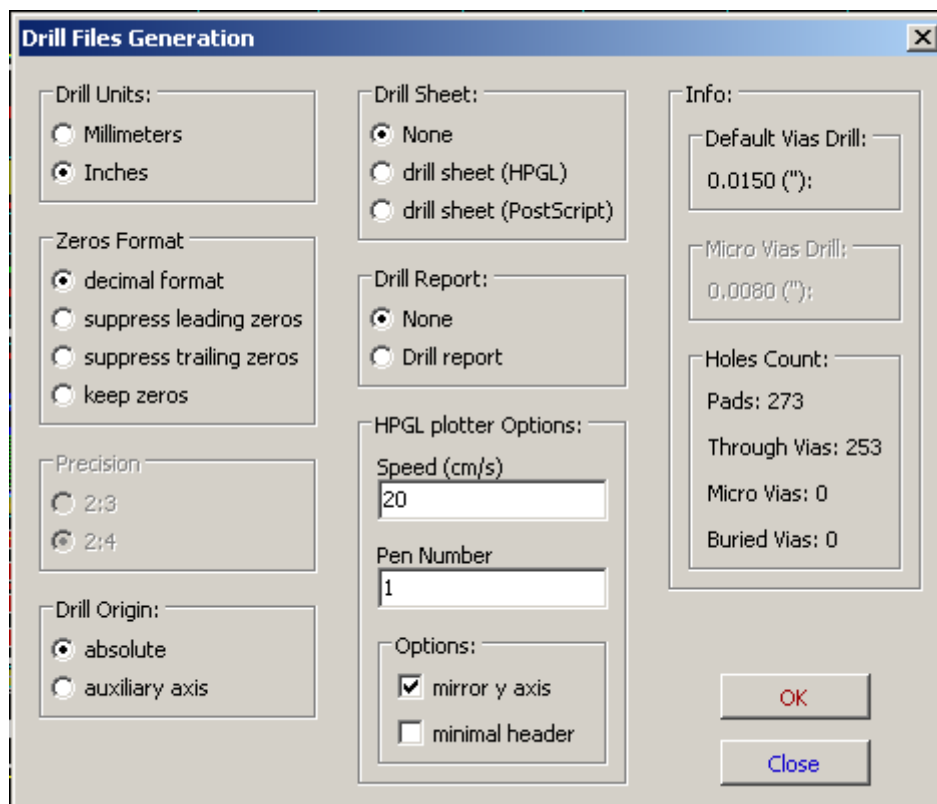 Drill Files Generation
Drill Units:
Millimeters
Inches
Zeros Format
decimal format
suppress leading zeros
suppress trailing zeros
keep zeros
Precision
2:3
2:4
Drill Origin:
absolute
auxiliary axis
Drill Sheet:
None
drill sheet (HPGL)
drill sheet (PostScript)
Drill Report:
None
Drill report
HPGL plotter Options:
Speed (cm/s)
20
Pen Number
1
Options:
mirror y axis
minimal header
Info:
Default Vias Drill:
0.0150 ("):
Micro Vias Drill:
0.0080 ("):
Holes Count:
Pads: 273
Through Vias: 253
Micro Vias: 0
Buried Vias: 0
OK
Close